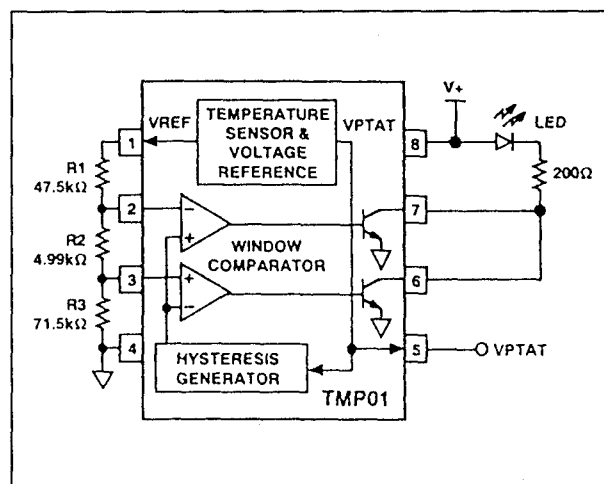 V+
LED
200Ω
VREF
TEMPERATURE
SENSOR &
VOLTAGE
REFERENCE
VPTAT
1
8
R1
47.5kΩ
2
−
+
7
R2
4.99kΩ
WINDOW
COMPARATOR
3
+
−
6
R3
71.5kΩ
4
HYSTERESIS
GENERATOR
5
VPTAT
TMP01